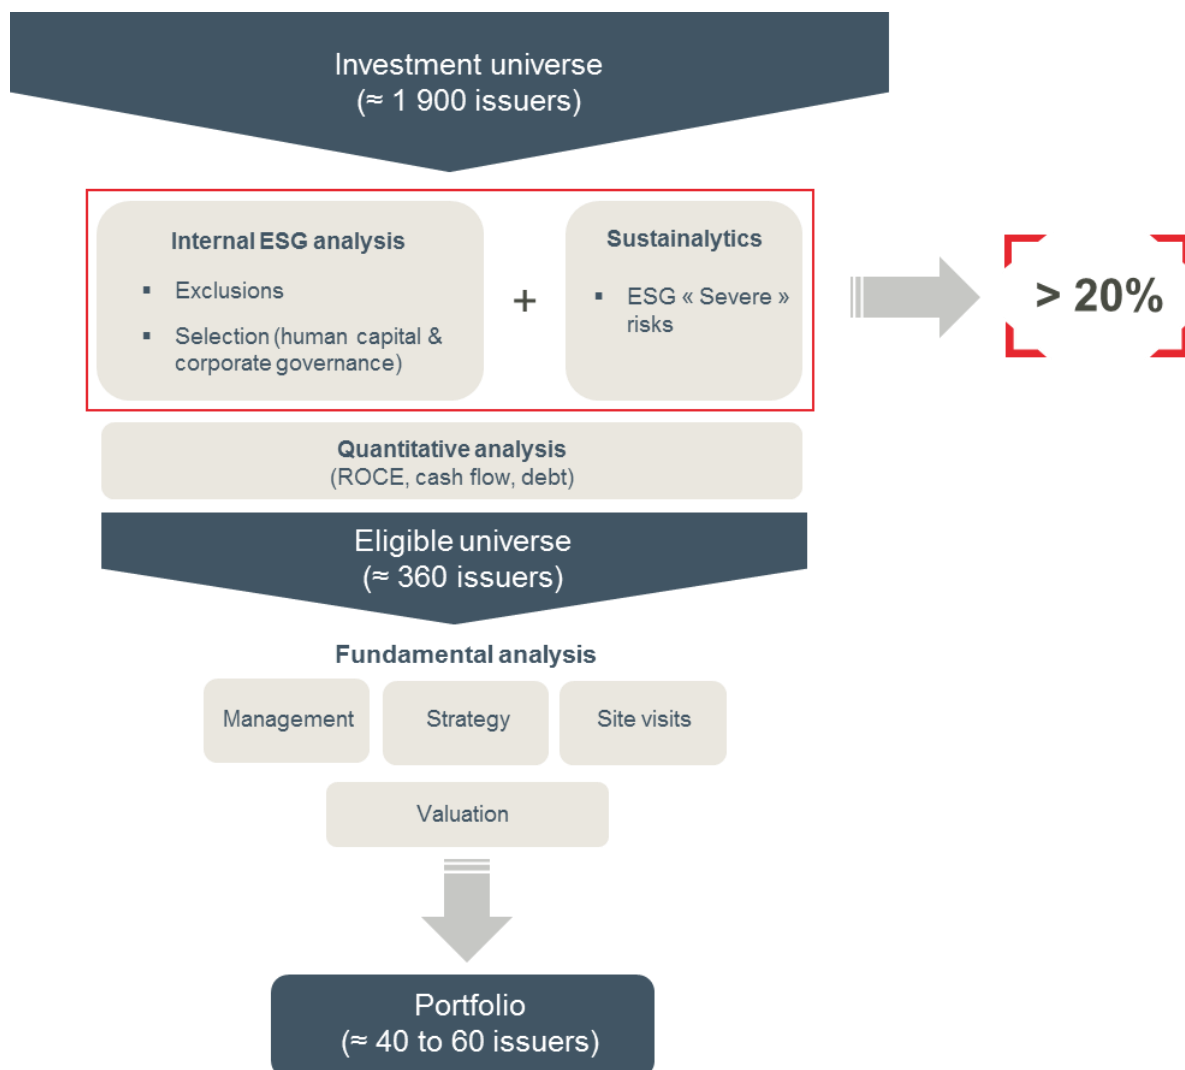 Investment universe
(≈ 1 900 issuers)
Internal ESG analysis
▪ Exclusions
▪ Selection (human capital &
corporate governance)
+
Sustainalytics
▪ ESG « Severe »
risks
> 20%
Quantitative analysis
(ROCE, cash flow, debt)
Eligible universe
(≈ 360 issuers)
Fundamental analysis
Management
Strategy
Site visits
Valuation
Portfolio
(≈ 40 to 60 issuers)